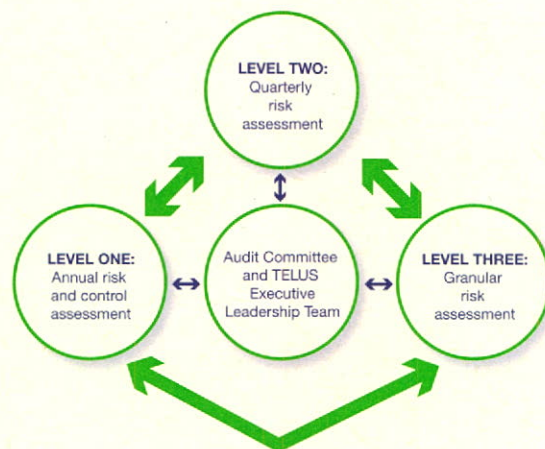 LEVEL TWO:
Quarterly
risk
assessment
LEVEL ONE:
Annual risk
and control
assessment
Audit Committee
and TELUS
Executive
Leadership Team
LEVEL THREE:
Granular
risk
assessment